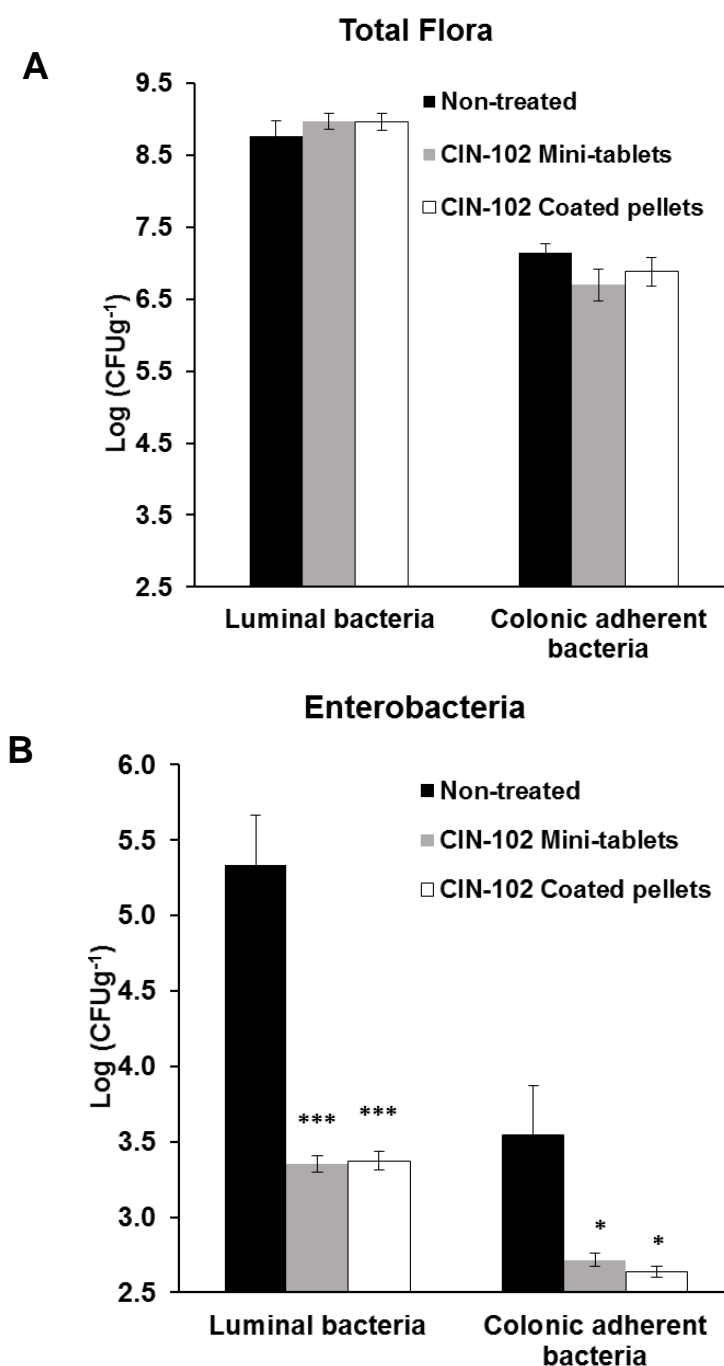 Total Flora
A
9.5
8.5
7.5
6.5
5.5
4.5
3.5
2.5
Log (CFUg-1)
Non-treated
CIN-102 Mini-tablets
CIN-102 Coated pellets
Luminal bacteria
Colonic adherent
bacteria
Enterobacteria
B
6.0
5.5
5.0
4.5
4.0
3.5
3.0
2.5
Log (CFUg-1)
Non-treated
CIN-102 Mini-tablets
CIN-102 Coated pellets
*** ***
* *
Luminal bacteria
Colonic adherent
bacteria